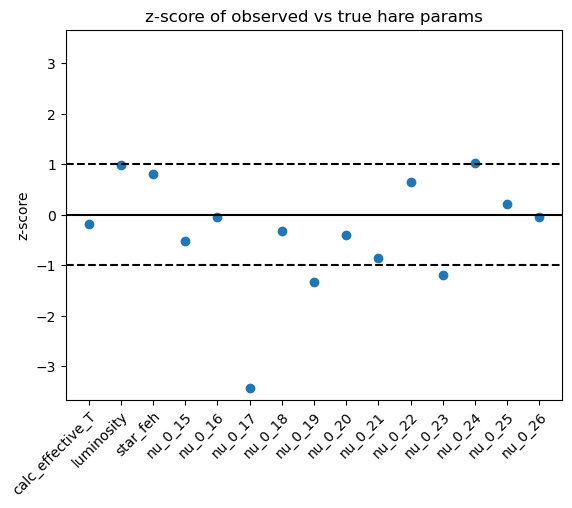 z-score of observed vs true hare params
z-score
3
2
1
0
−1
−2
−3
calc_effective_T
luminosity
star_feh
nu_0_15
nu_0_16
nu_0_17
nu_0_18
nu_0_19
nu_0_20
nu_0_21
nu_0_22
nu_0_23
nu_0_24
nu_0_25
nu_0_26